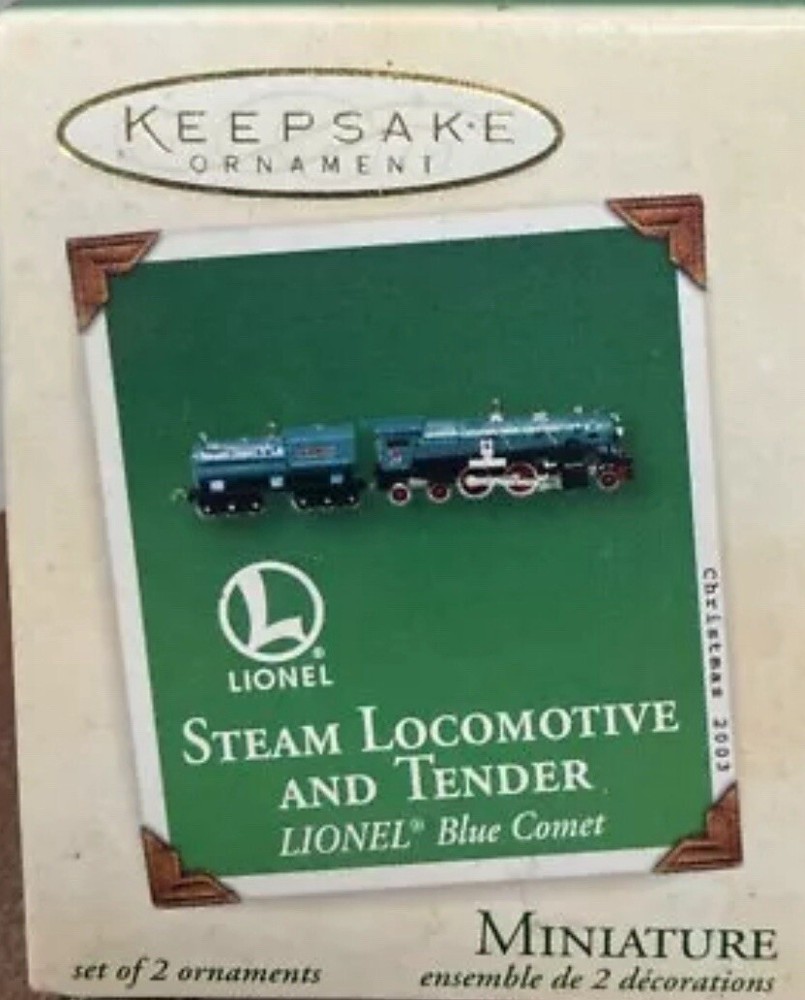 KEEPSAKE
ORNAMENT
L
LIONEL®
Christmas 2003
STEAM LOCOMOTIVE
AND TENDER
LIONEL® Blue Comet
MINIATURE
set of 2 ornaments
ensemble de 2 décorations